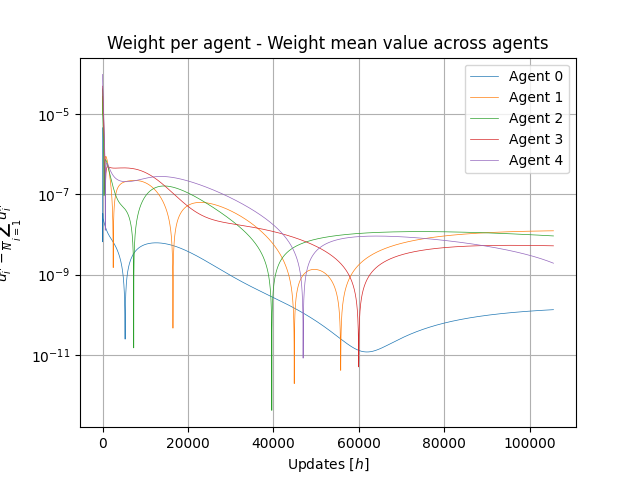 Weight per agent - Weight mean value across agents
Agent 0
Agent 1
Agent 2
Agent 3
Agent 4
10⁻⁵
10⁻⁷
10⁻⁹
10⁻¹¹
0 20000 40000 60000 80000 100000
Updates [h]